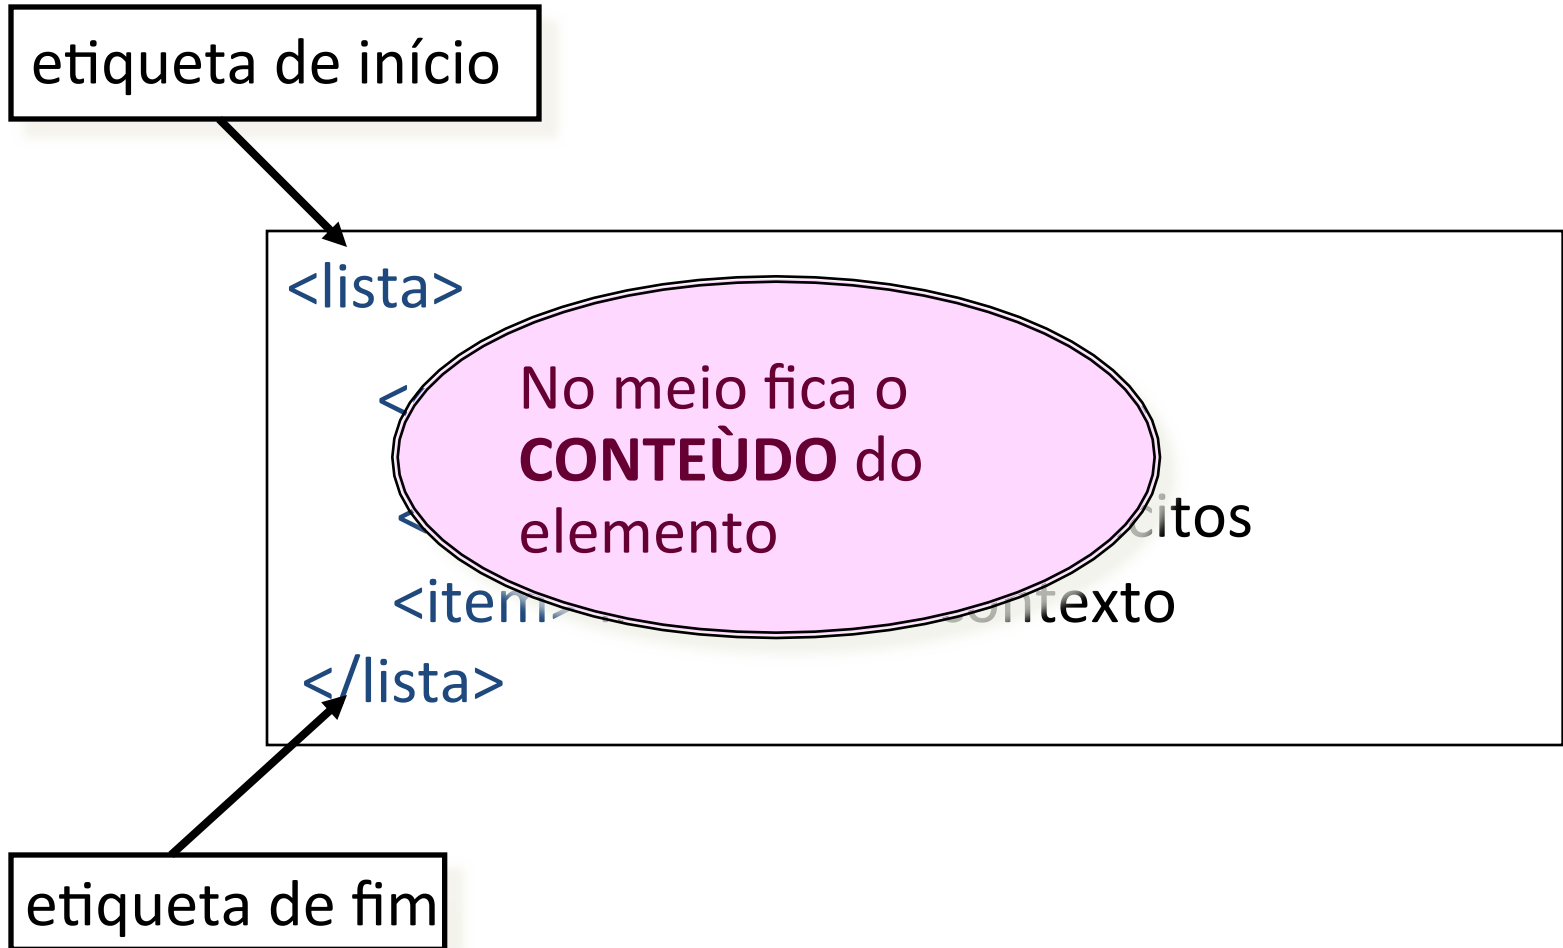 etiqueta de início
<lista>
<
No meio fica o
CONTEÙDO do
elemento
<
citos
<item>
ntexto
</lista>
etiqueta de fim